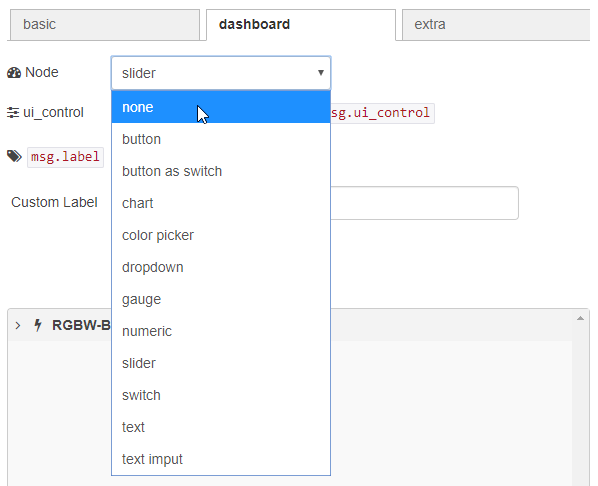 basic dashboard extra
Node slider
none
ui_control sg.ui_control
button
msg.label
button as switch
Custom Label
chart
color picker
dropdown
gauge
RGBW-B
numeric
slider
switch
text
text imput